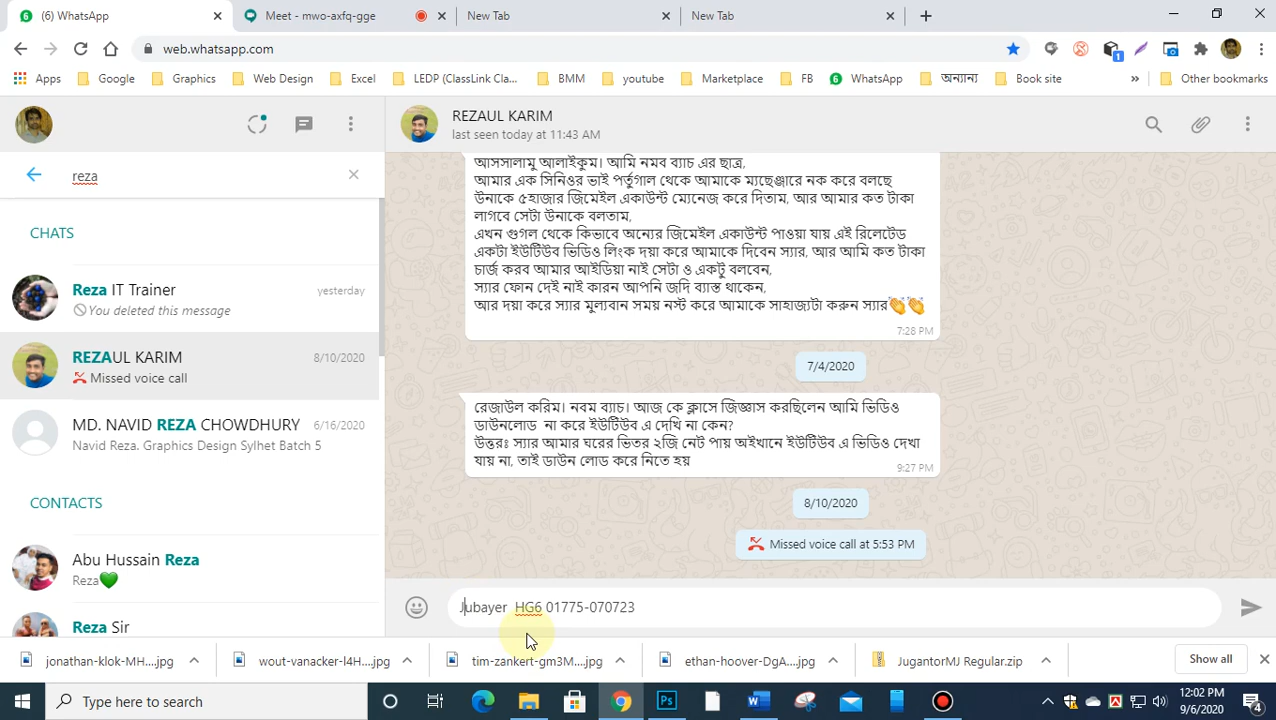 (6) WhatsApp
Meet - mwo-axfq-gge
New Tab
New Tab
web.whatsapp.com
1
Apps
Google
Graphics
Web Design
Excel
LEDP (ClassLink Cla...
BMM
youtube
Marketplace
FB
6 WhatsApp
অন্যান্য
Book site
»
Other bookmarks
REZAUL KARIM
last seen today at 11:43 AM
reza
CHATS
Reza IT Trainer
yesterday
You deleted this message
REZAUL KARIM
8/10/2020
Missed voice call
MD. NAVID REZA CHOWDHURY
6/16/2020
Navid Reza. Graphics Design Sylhet Batch 5
CONTACTS
Abu Hussain Reza
Reza💚
Reza Sir
আসসালামু আলাইকুম। আমি নমব ব্যাচ এর ছাত্র,
আমার এক সিনিওর ভাই পর্তুগাল থেকে আমাকে ম্যছেঞ্জারে নক করে বলছে
উনাকে ৫হাজার জিমেইল একাউন্ট ম্যেনেজ করে দিতাম, আর আমার কত টাকা
লাগবে সেটা উনাকে বলতাম,
এখন গুগল থেকে কিভাবে অন্যের জিমেইল একাউন্ট পাওয়া যায় এই রিলেটেড
একটা ইউটিউব ভিডিও লিংক দয়া করে আমাকে দিবেন স্যার, আর আমি কত টাকা
চার্জ করব আমার আইডিয়া নাই সেটা ও একটু বলবেন,
স্যার ফোন দেই নাই কারন আপনি জদি ব্যাস্ত থাকেন,
আর দয়া করে স্যার মুল্যবান সময় নস্ট করে আমাকে সাহাজ্যটা করুন স্যার👏👏
7:28 PM
7/4/2020
রেজাউল করিম। নবম ব্যাচ। আজ কে ক্লাসে জিজ্ঞাস করছিলেন আমি ভিডিও
ডাউনলোড না করে ইউটিউব এ দেখি না কেন?
উত্তরঃ স্যার আমার ঘরের ভিতর ২জি নেট পায় অইখানে ইউটিউব এ ভিডিও দেখা
যায় না, তাই ডাউন লোড করে নিতে হয়
9:27 PM
8/10/2020
Missed voice call at 5:53 PM
Jubayer HG6 01775-070723
jonathan-klok-MH....jpg
wout-vanacker-l4H....jpg
tim-zankert-gm3M....jpg
ethan-hoover-DgA....jpg
JugantorMJ Regular.zip
Show all
Type here to search
12:02 PM
9/6/2020
4